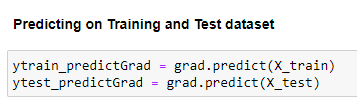 Predicting on Training and Test dataset
ytrain_predictGrad = grad.predict(X_train)
ytest_predictGrad = grad.predict(X_test)